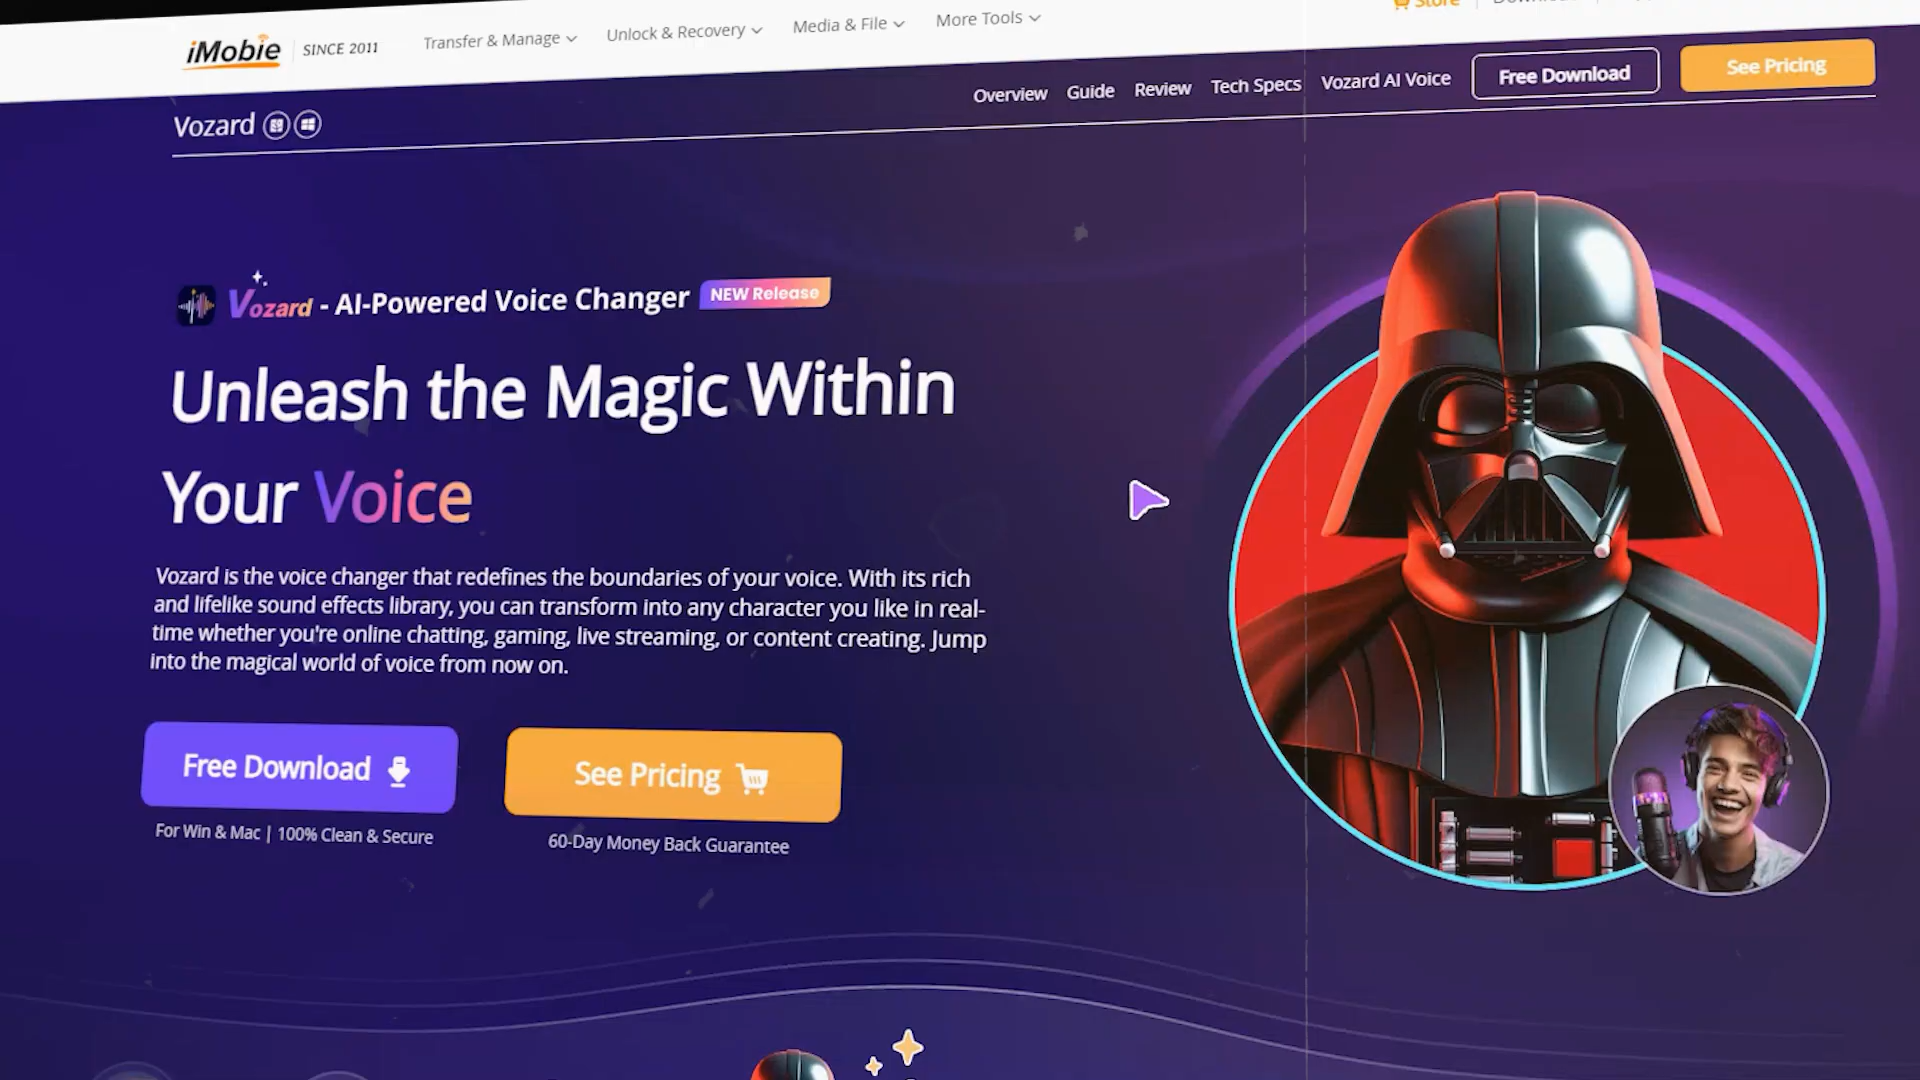 iMobie SINCE 2011 Transfer & Manage Unlock & Recovery Media & File More Tools Store
Vozard Overview Guide Review Tech Specs Vozard AI Voice Free Download See Pricing
Vozard - AI-Powered Voice Changer NEW Release
Unleash the Magic Within
Your Voice
Vozard is the voice changer that redefines the boundaries of your voice. With its rich
and lifelike sound effects library, you can transform into any character you like in real-
time whether you're online chatting, gaming, live streaming, or content creating. Jump
into the magical world of voice from now on.
Free Download See Pricing
For Win & Mac | 100% Clean & Secure 60-Day Money Back Guarantee